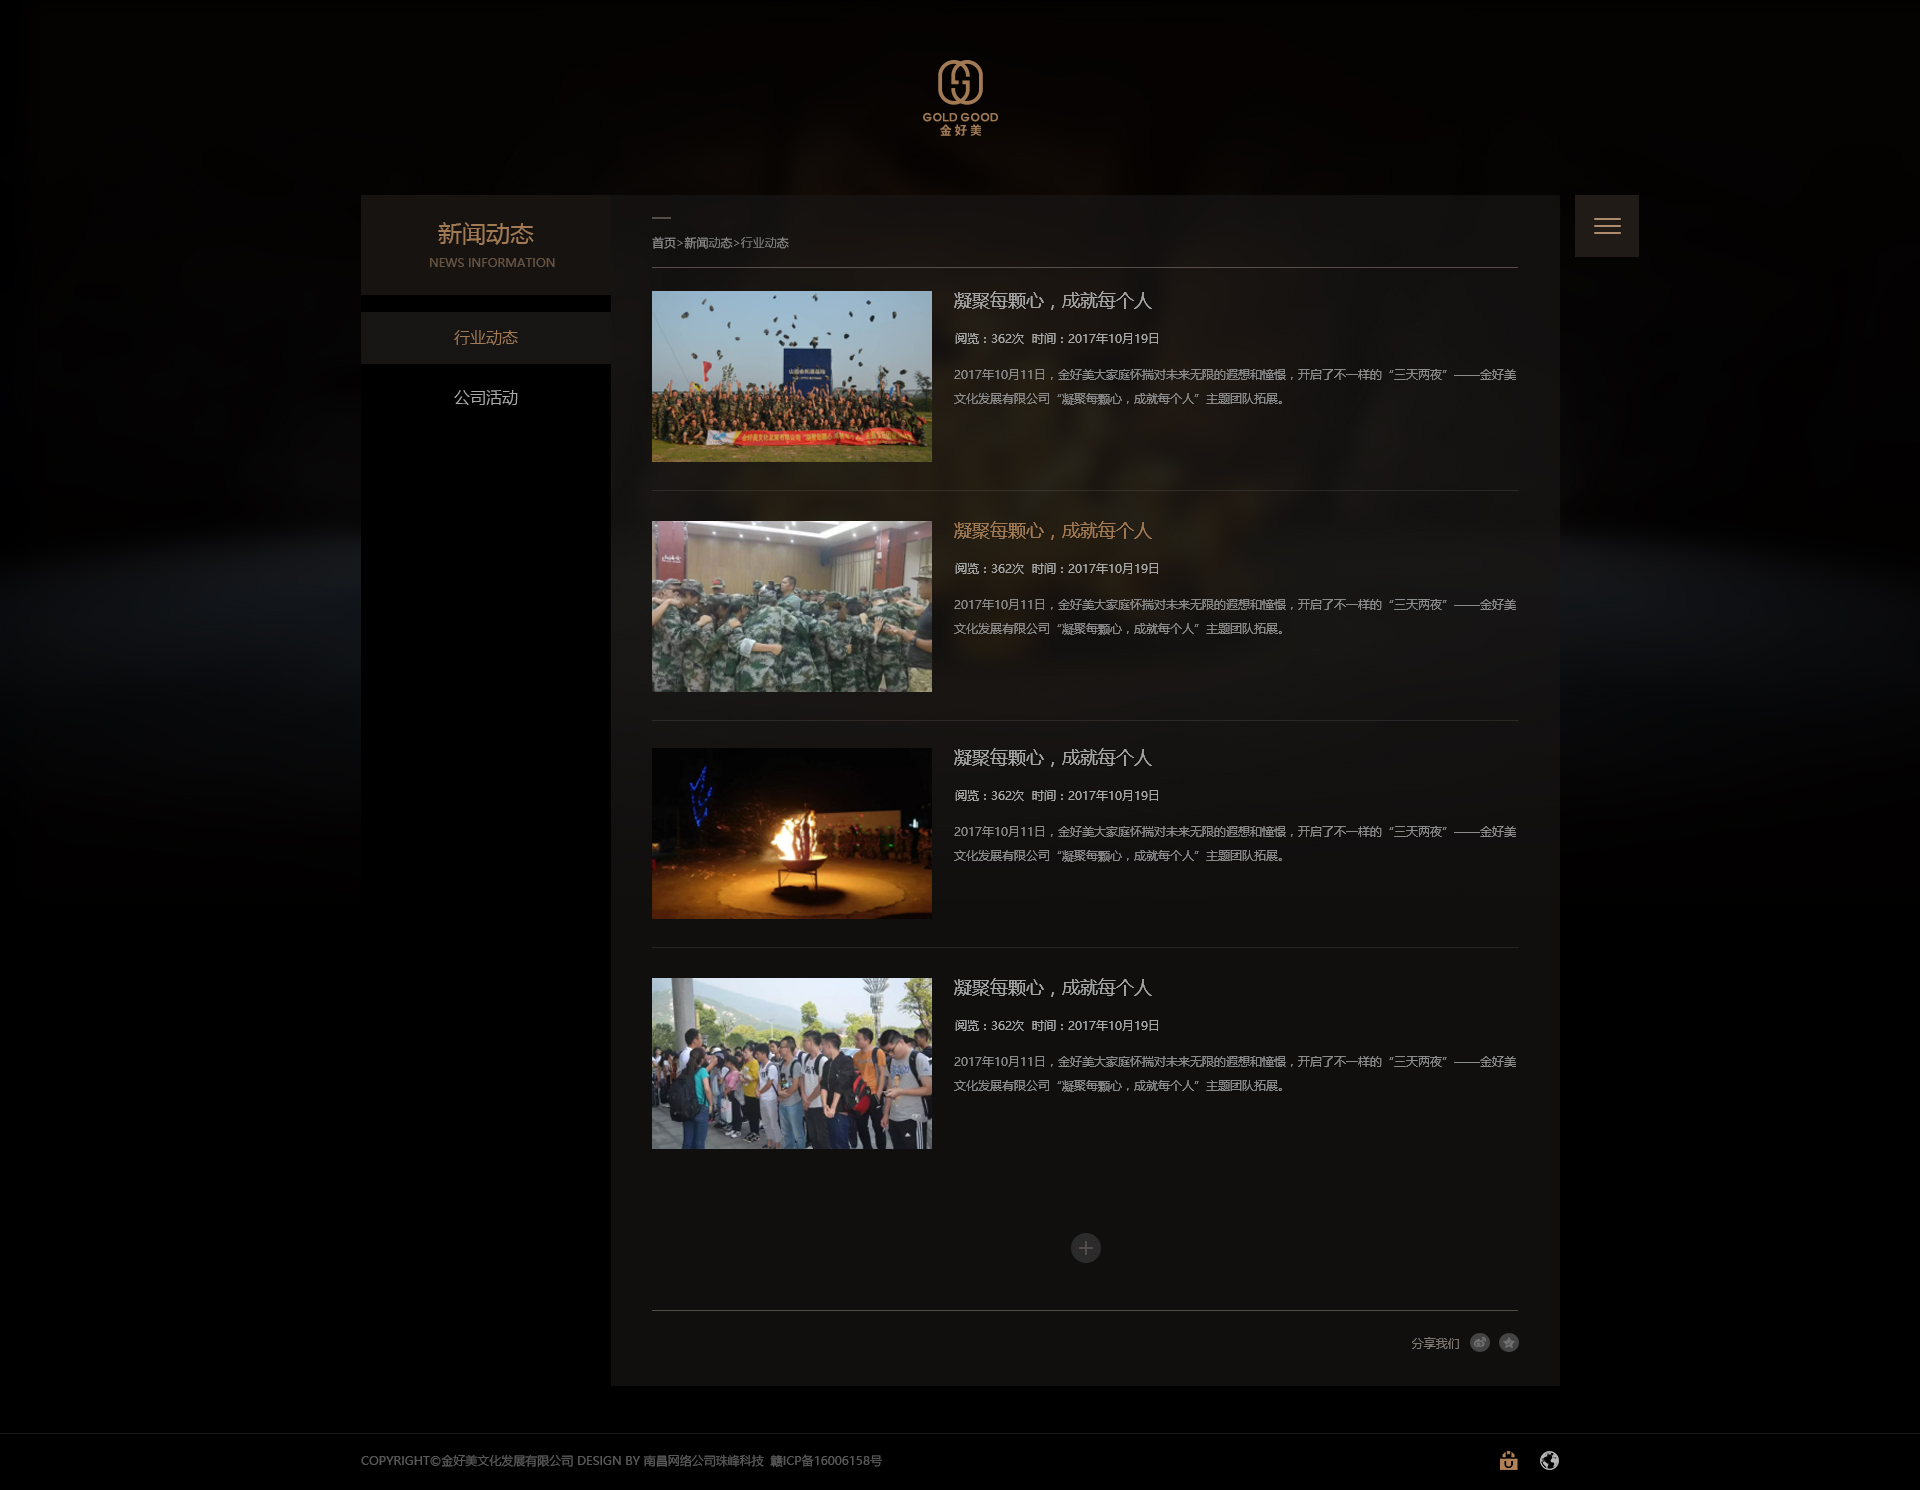 GOLD GOOD
金好美
新闻动态
NEWS INFORMATION
行业动态
公司活动
首页>新闻动态>行业动态
凝聚每颗心，成就每个人
阅览：362次 时间：2017年10月19日
2017年10月11日，金好美大家庭怀揣对未来无限的遐想和憧憬，开启了不一样的“三天两夜”——金好美
文化发展有限公司“凝聚每颗心，成就每个人”主题团队拓展。
凝聚每颗心，成就每个人
阅览：362次 时间：2017年10月19日
2017年10月11日，金好美大家庭怀揣对未来无限的遐想和憧憬，开启了不一样的“三天两夜”——金好美
文化发展有限公司“凝聚每颗心，成就每个人”主题团队拓展。
凝聚每颗心，成就每个人
阅览：362次 时间：2017年10月19日
2017年10月11日，金好美大家庭怀揣对未来无限的遐想和憧憬，开启了不一样的“三天两夜”——金好美
文化发展有限公司“凝聚每颗心，成就每个人”主题团队拓展。
凝聚每颗心，成就每个人
阅览：362次 时间：2017年10月19日
2017年10月11日，金好美大家庭怀揣对未来无限的遐想和憧憬，开启了不一样的“三天两夜”——金好美
文化发展有限公司“凝聚每颗心，成就每个人”主题团队拓展。
分享我们
COPYRIGHT©金好美文化发展有限公司 DESIGN BY 南昌网络公司珠峰科技 赣ICP备16006158号